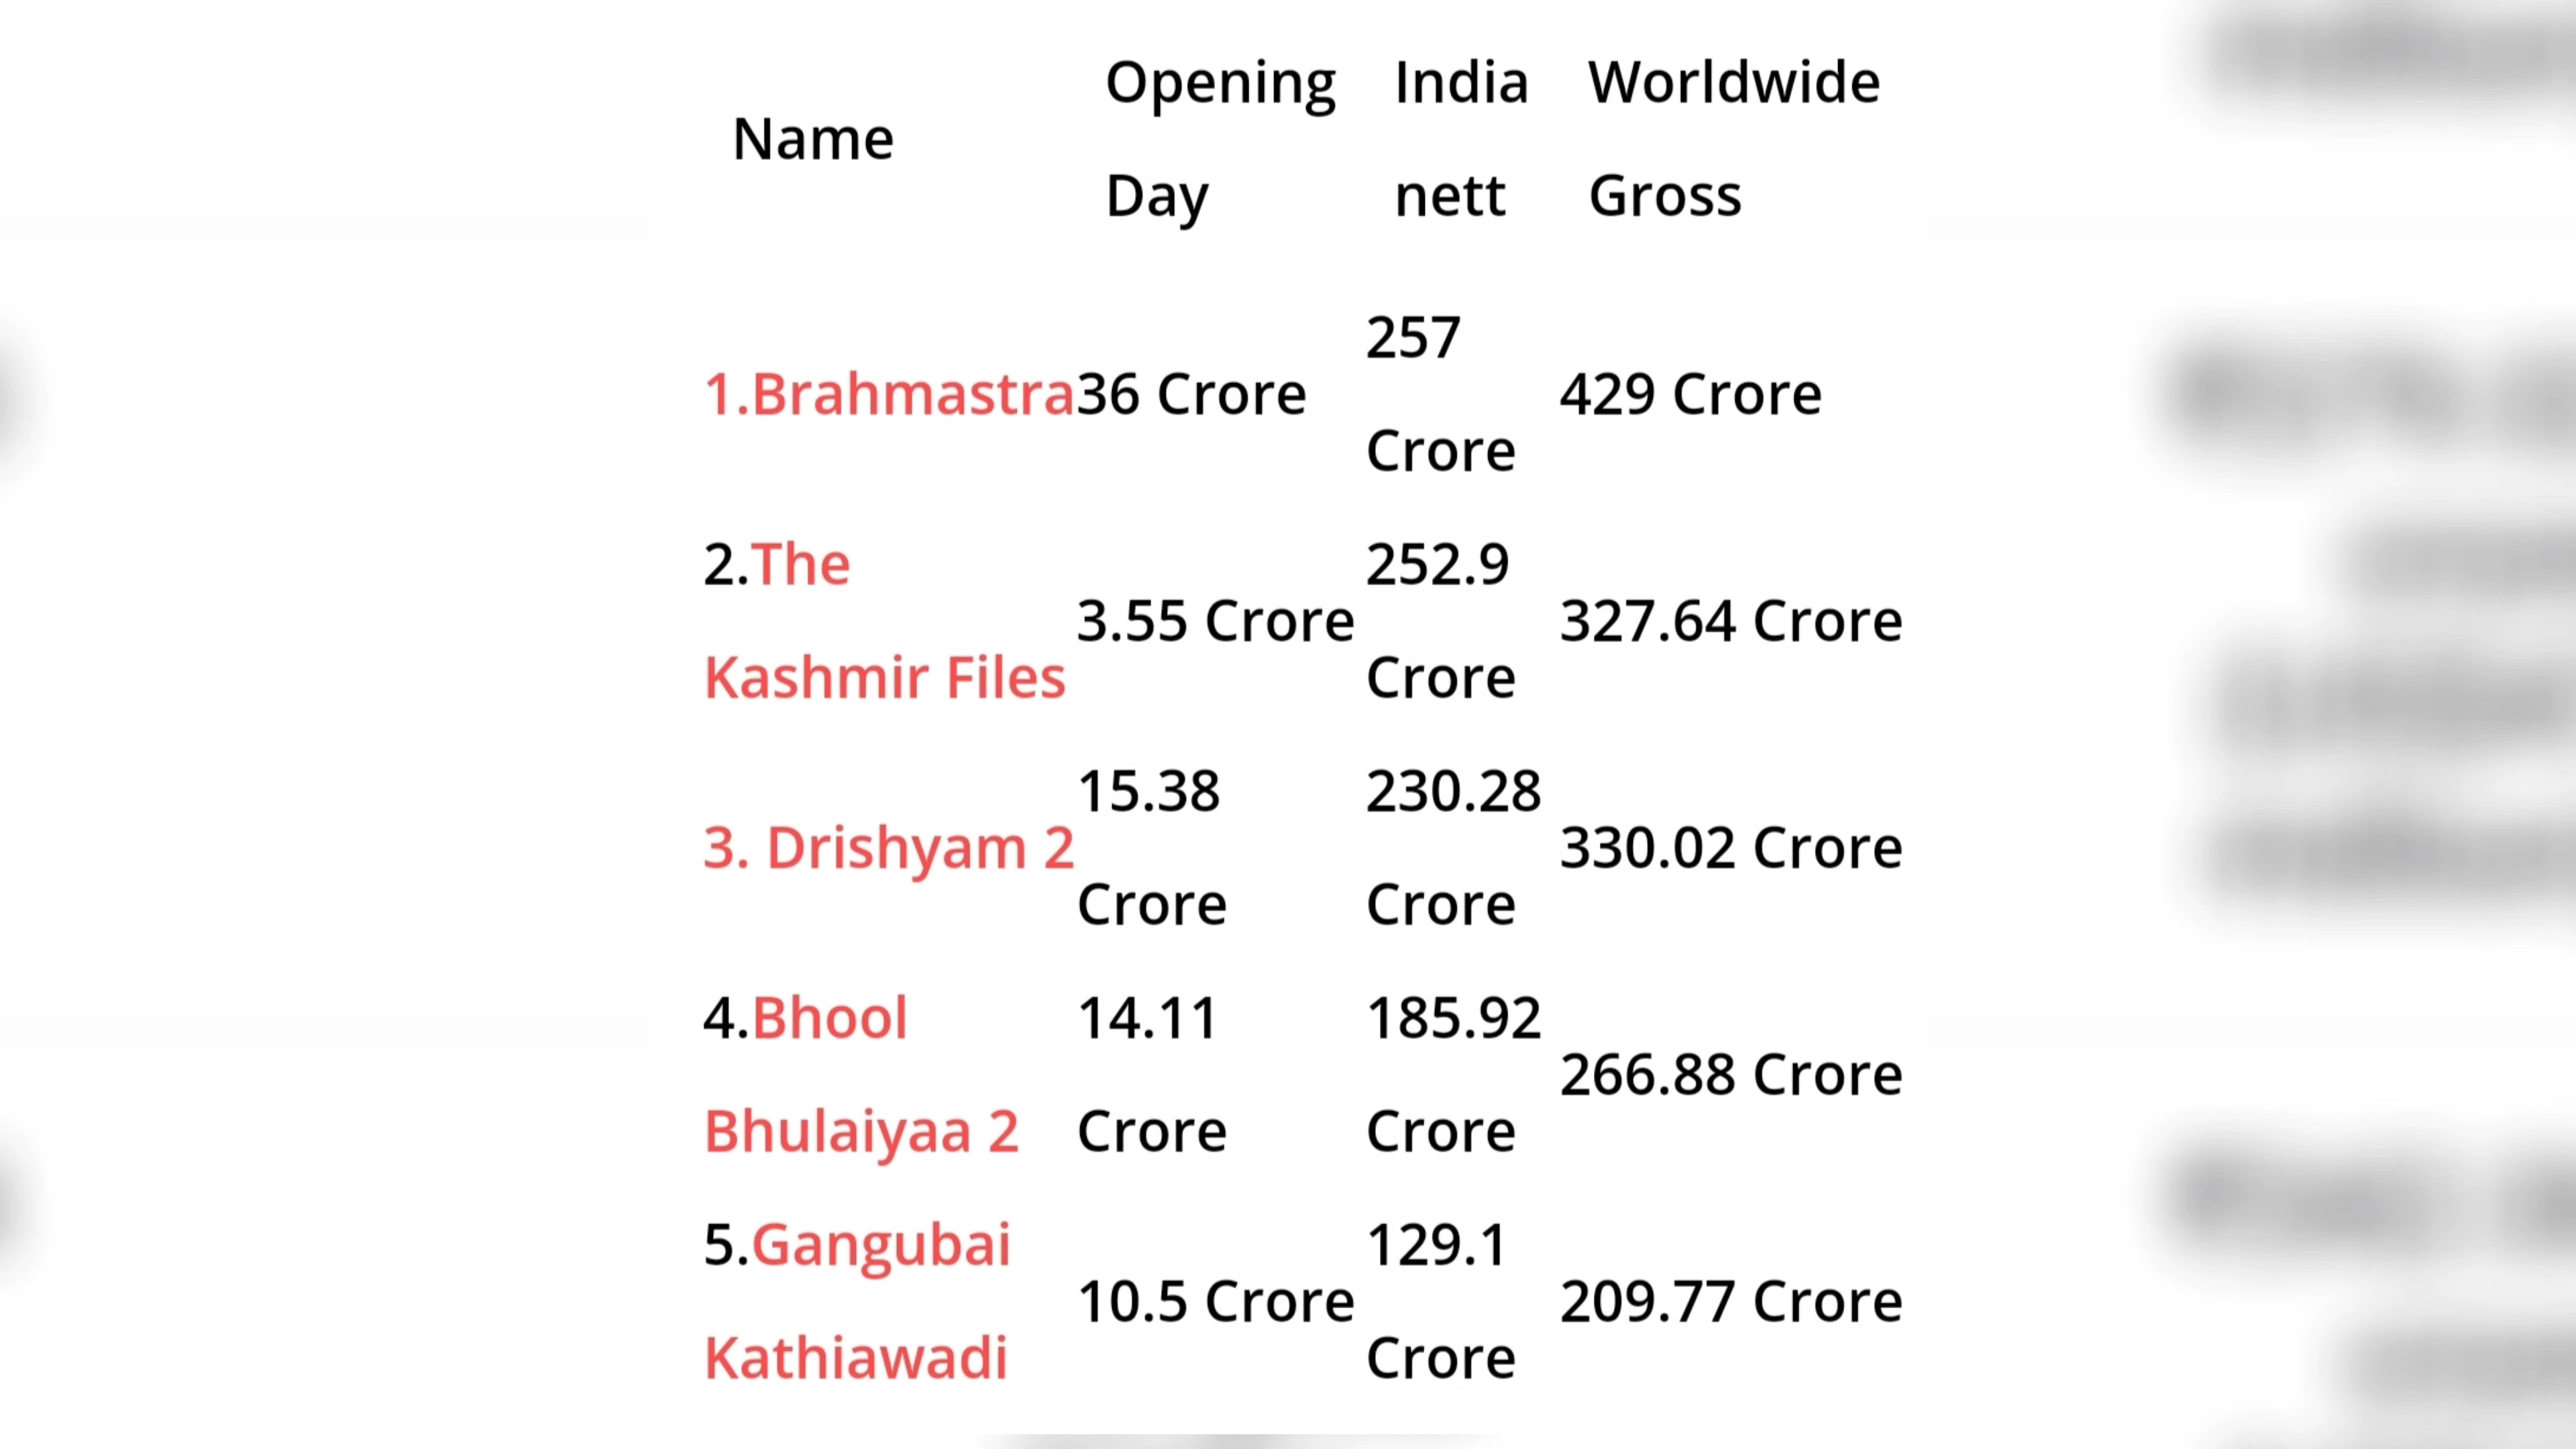 Name Opening Day India nett Worldwide Gross
1.Brahmastra 36 Crore 257 Crore 429 Crore
2.The Kashmir Files 3.55 Crore 252.9 Crore 327.64 Crore
3. Drishyam 2 15.38 Crore 230.28 Crore 330.02 Crore
4.Bhool Bhulaiyaa 2 14.11 Crore 185.92 Crore 266.88 Crore
5.Gangubai Kathiawadi 10.5 Crore 129.1 Crore 209.77 Crore